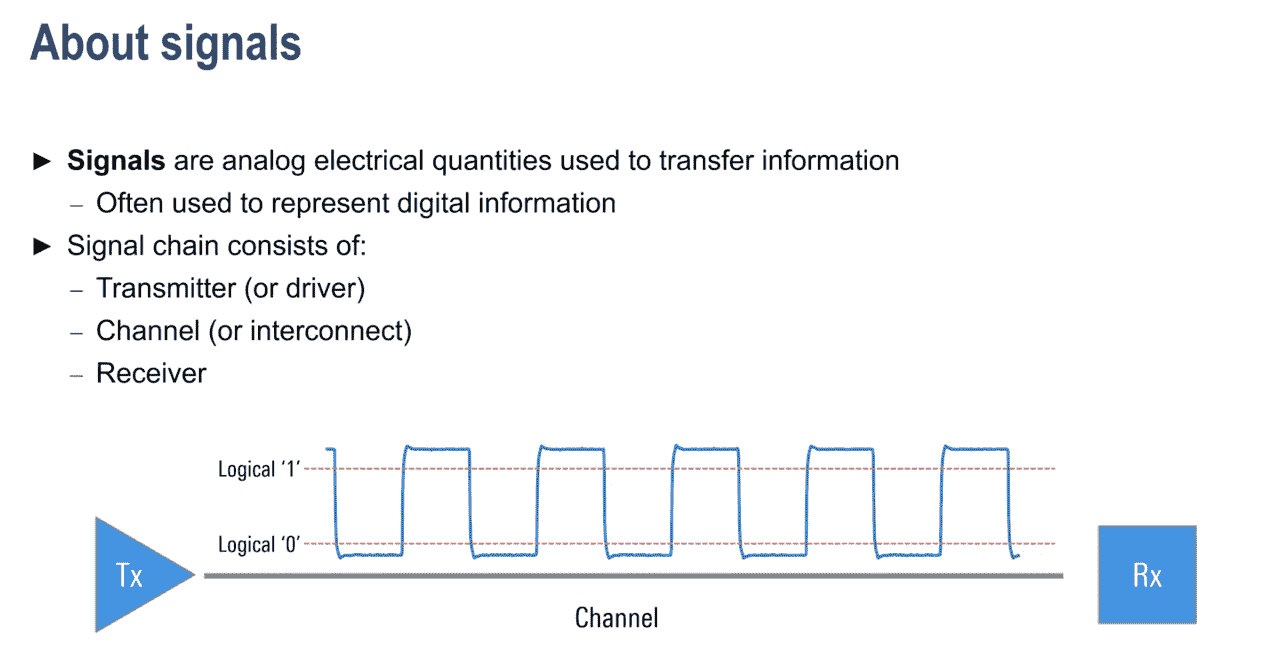 About signals
► Signals are analog electrical quantities used to transfer information
– Often used to represent digital information
► Signal chain consists of:
– Transmitter (or driver)
– Channel (or interconnect)
– Receiver
Logical ‘1’
Logical ‘0’
Tx
Rx
Channel